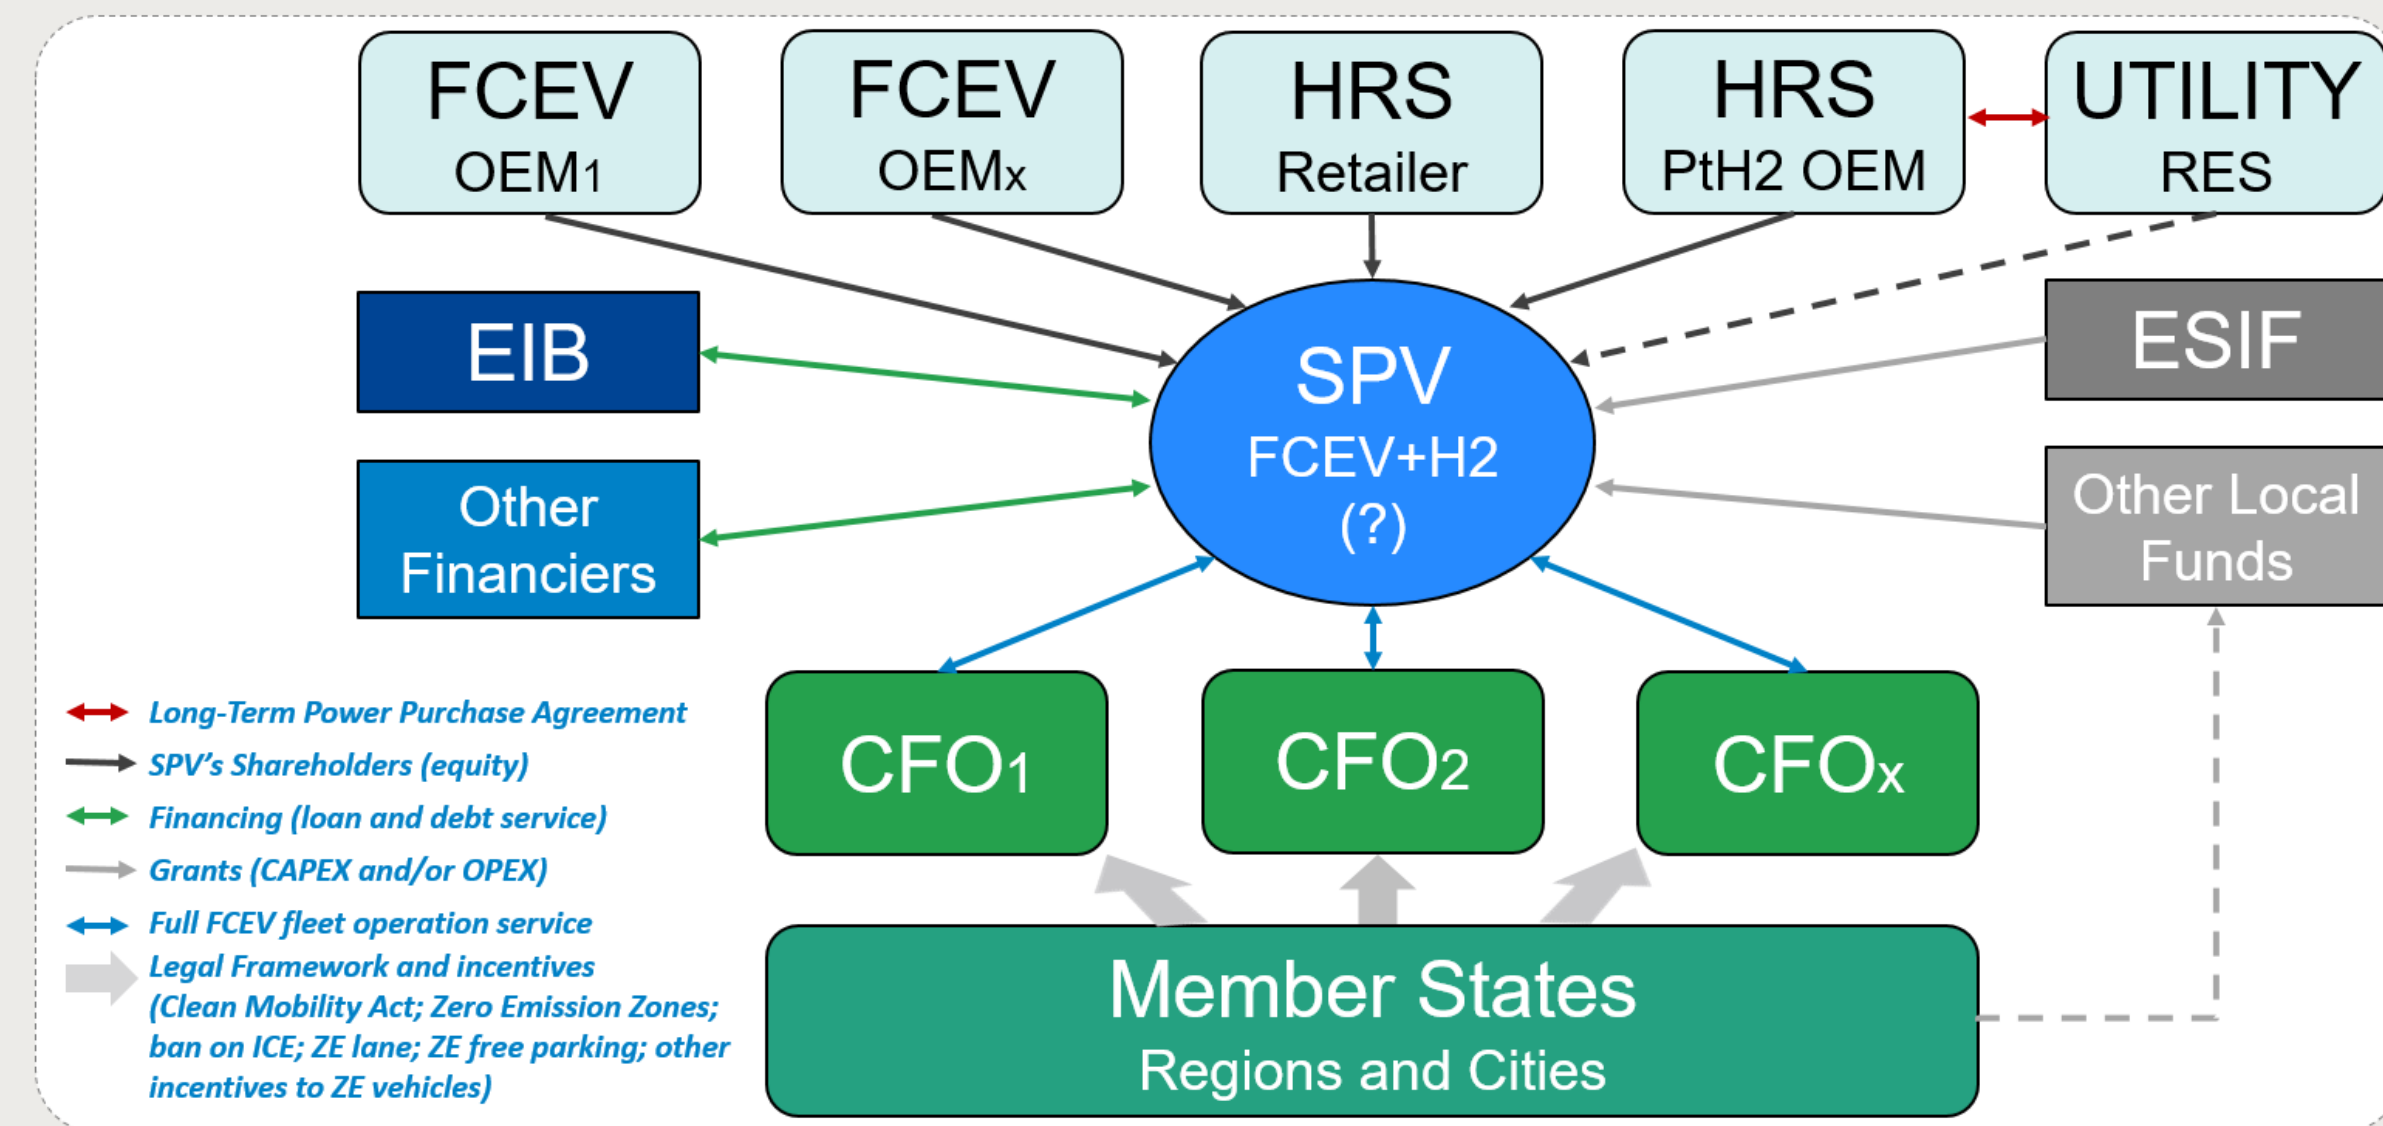 FCEV
OEM1
FCEV
OEMx
HRS
Retailer
HRS
PtH2 OEM
UTILITY
RES
EIB
Other
Financiers
SPV
FCEV+H2
(?)
ESIF
Other Local
Funds
CFO1
CFO2
CFOx
Member States
Regions and Cities
Long-Term Power Purchase Agreement
SPV's Shareholders (equity)
Financing (loan and debt service)
Grants (CAPEX and/or OPEX)
Full FCEV fleet operation service
Legal Framework and incentives
(Clean Mobility Act; Zero Emission Zones;
ban on ICE; ZE lane; ZE free parking; other
incentives to ZE vehicles)